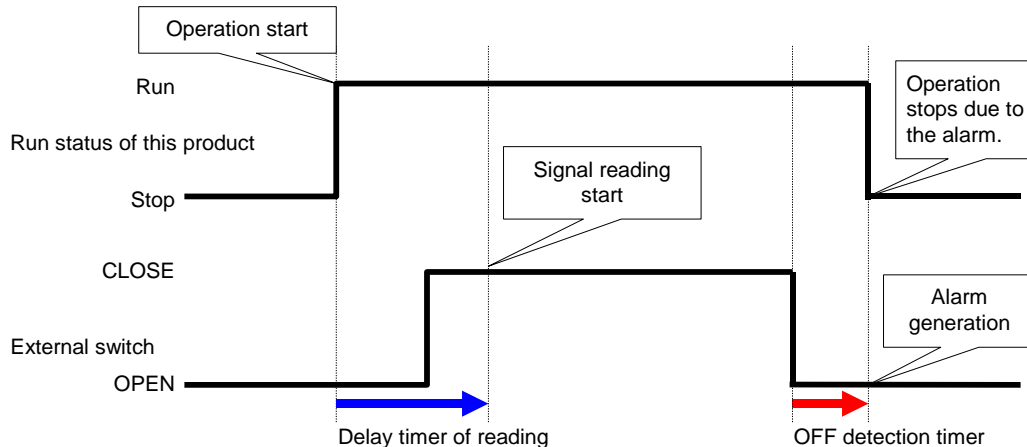 Operation start
Run
Operation
stops due to
the alarm.
Run status of this product
Signal reading
start
Stop
CLOSE
Alarm
generation
External switch
OPEN
Delay timer of reading
OFF detection timer